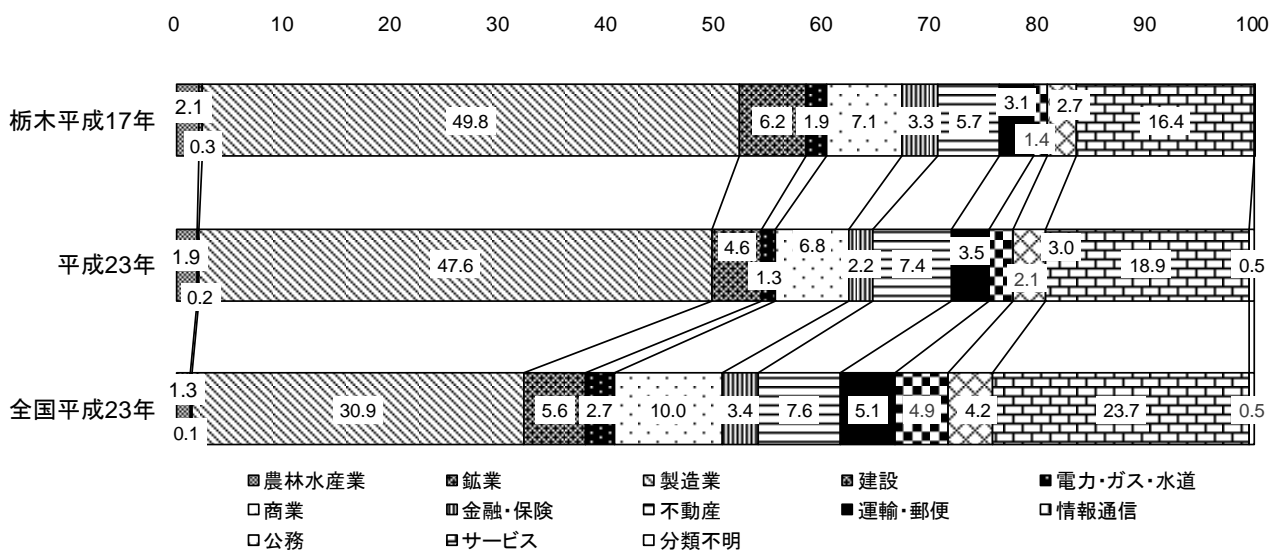 0 10 20 30 40 50 60 70 80 90 100
栃木平成17年 2.1 0.3 49.8 6.2 1.9 7.1 3.3 5.7 3.1 1.4 2.7 16.4
平成23年 1.9 0.2 47.6 4.6 1.3 6.8 2.2 7.4 3.5 2.1 3.0 18.9 0.5
全国平成23年 1.3 0.1 30.9 5.6 2.7 10.0 3.4 7.6 5.1 4.9 4.2 23.7 0.5
農林水産業 鉱業 製造業 建設 電力・ガス・水道
商業 金融・保険 不動産 運輸・郵便 情報通信
公務 サービス 分類不明